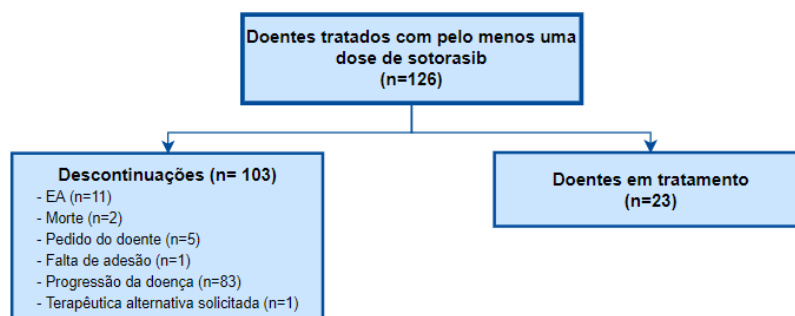 Doentes tratados com pelo menos uma
dose de sotorasib
(n=126)
Descontinuações (n= 103)
- EA (n=11)
- Morte (n=2)
- Pedido do doente (n=5)
- Falta de adesão (n=1)
- Progressão da doença (n=83)
- Terapêutica alternativa solicitada (n=1)
Doentes em tratamento
(n=23)